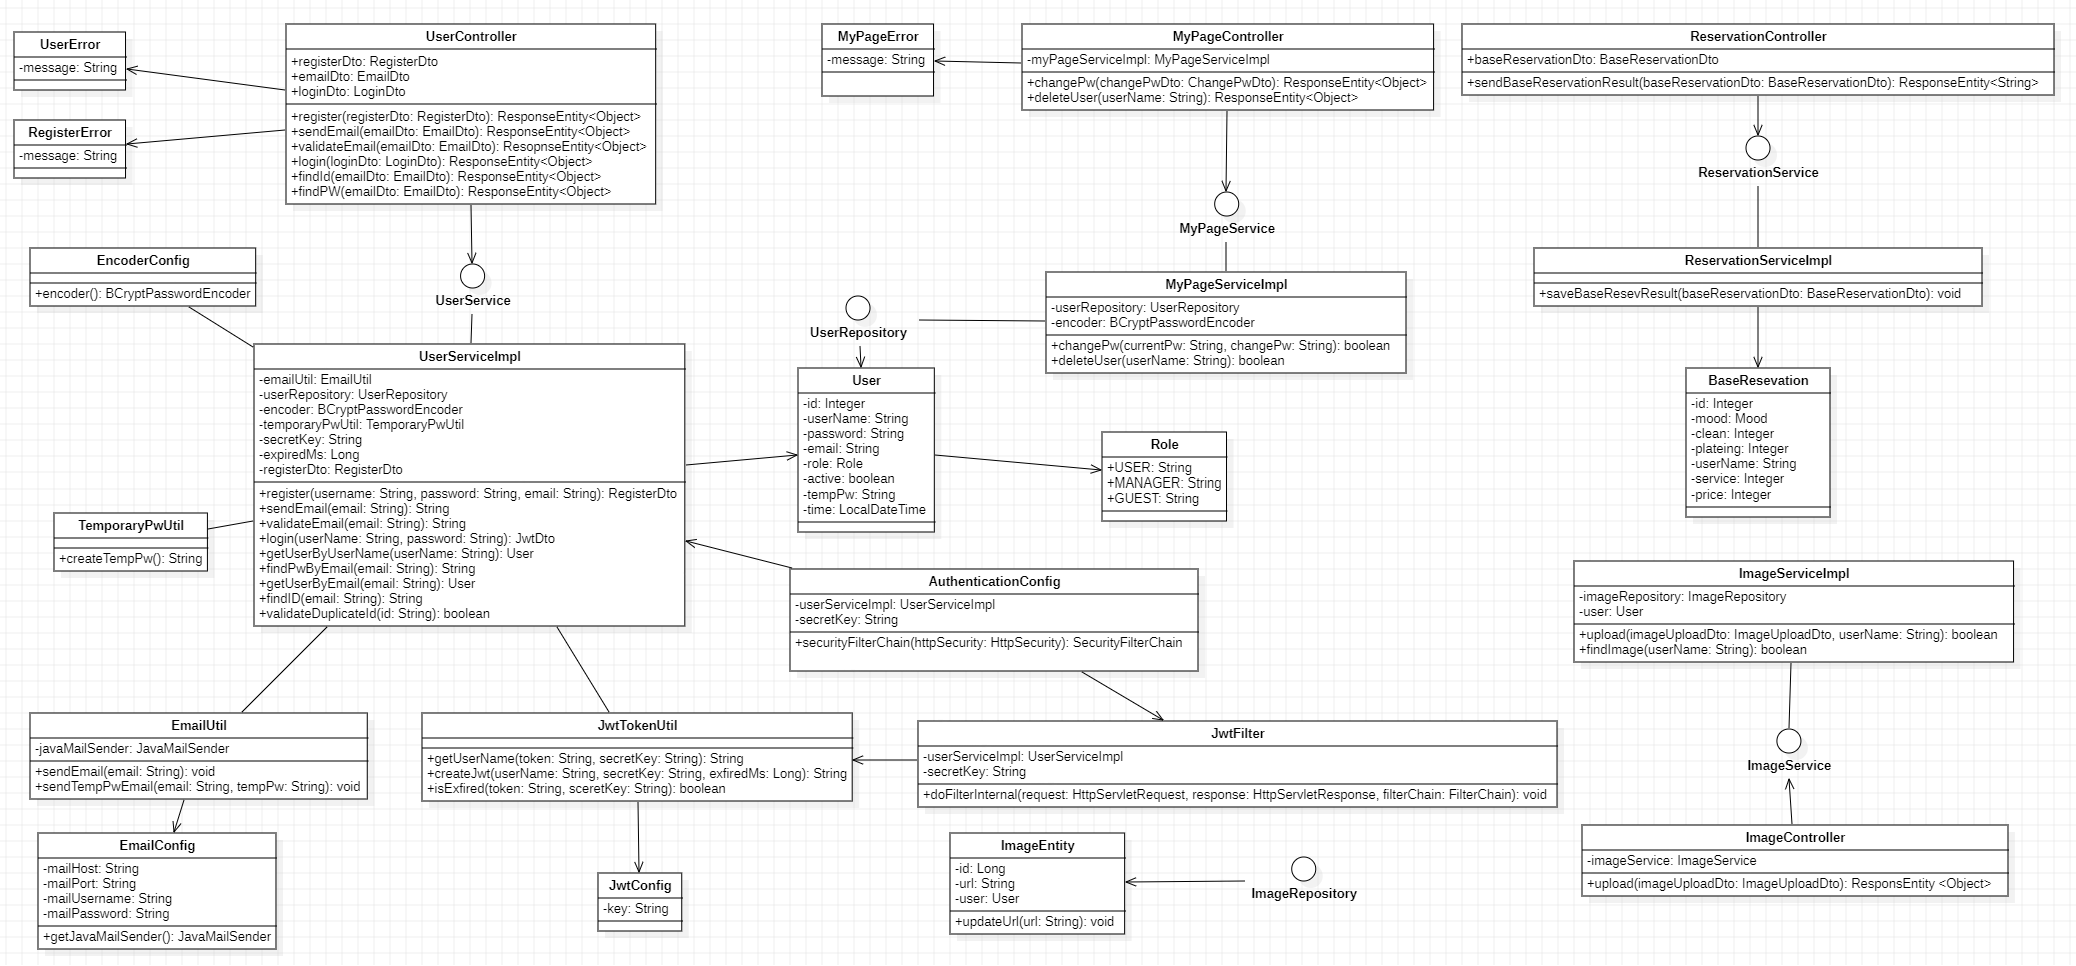 UserError
-message: String
RegisterError
-message: String
UserController
+registerDto: RegisterDto
+emailDto: EmailDto
+loginDto: LoginDto
+register(registerDto: RegisterDto): ResponseEntity<Object>
+sendEmail(emailDto: EmailDto): ResponseEntity<Object>
+validateEmail(emailDto: EmailDto): ResopnseEntity<Object>
+login(loginDto: LoginDto): ResponseEntity<Object>
+findId(emailDto: EmailDto): ResponseEntity<Object>
+findPW(emailDto: EmailDto): ResponseEntity<Object>
MyPageError
-message: String
MyPageController
-myPageServiceImpl: MyPageServiceImpl
+changePw(changePwDto: ChangePwDto): ResponseEntity<Object>
+deleteUser(userName: String): ResponseEntity<Object>
ReservationController
+baseReservationDto: BaseReservationDto
+sendBaseReservationResult(baseReservationDto: BaseReservationDto): ResponseEntity<String>
ReservationService
MyPageService
EncoderConfig
+encoder(): BCryptPasswordEncoder
UserService
UserRepository
MyPageServiceImpl
-userRepository: UserRepository
-encoder: BCryptPasswordEncoder
+changePw(currentPw: String, changePw: String): boolean
+deleteUser(userName: String): boolean
ReservationServiceImpl
+saveBaseResevResult(baseReservationDto: BaseReservationDto): void
UserServiceImpl
-emailUtil: EmailUtil
-userRepository: UserRepository
-encoder: BCryptPasswordEncoder
-temporaryPwUtil: TemporaryPwUtil
-secretKey: String
-expiredMs: Long
-registerDto: RegisterDto
+register(username: String, password: String, email: String): RegisterDto
+sendEmail(email: String): String
+validateEmail(email: String): String
+login(userName: String, password: String): JwtDto
+getUserByUserName(userName: String): User
+findPwByEmail(email: String): String
+getUserByEmail(email: String): User
+findID(email: String): String
+validateDuplicateId(id: String): boolean
User
-id: Integer
-userName: String
-password: String
-email: String
-role: Role
-active: boolean
-tempPw: String
-time: LocalDateTime
Role
+USER: String
+MANAGER: String
+GUEST: String
BaseResevation
-id: Integer
-mood: Mood
-clean: Integer
-plateing: Integer
-userName: String
-service: Integer
-price: Integer
TemporaryPwUtil
+createTempPw(): String
AuthenticationConfig
-userServiceImpl: UserServiceImpl
-secretKey: String
+securityFilterChain(httpSecurity: HttpSecurity): SecurityFilterChain
ImageServiceImpl
-imageRepository: ImageRepository
-user: User
+upload(imageUploadDto: ImageUploadDto, userName: String): boolean
+findImage(userName: String): boolean
EmailUtil
-javaMailSender: JavaMailSender
+sendEmail(email: String): void
+sendTempPwEmail(email: String, tempPw: String): void
JwtTokenUtil
+getUserName(token: String, secretKey: String): String
+createJwt(userName: String, secretKey: String, exfiredMs: Long): String
+isExfired(token: String, sceretKey: String): boolean
JwtFilter
-userServiceImpl: UserServiceImpl
-secretKey: String
+doFilterInternal(request: HttpServletRequest, response: HttpServletResponse, filterChain: FilterChain): void
ImageService
EmailConfig
-mailHost: String
-mailPort: String
-mailUsername: String
-mailPassword: String
+getJavaMailSender(): JavaMailSender
JwtConfig
-key: String
ImageEntity
-id: Long
-url: String
-user: User
+updateUrl(url: String): void
ImageRepository
ImageController
-imageService: ImageService
+upload(imageUploadDto: ImageUploadDto): ResponsEntity <Object>